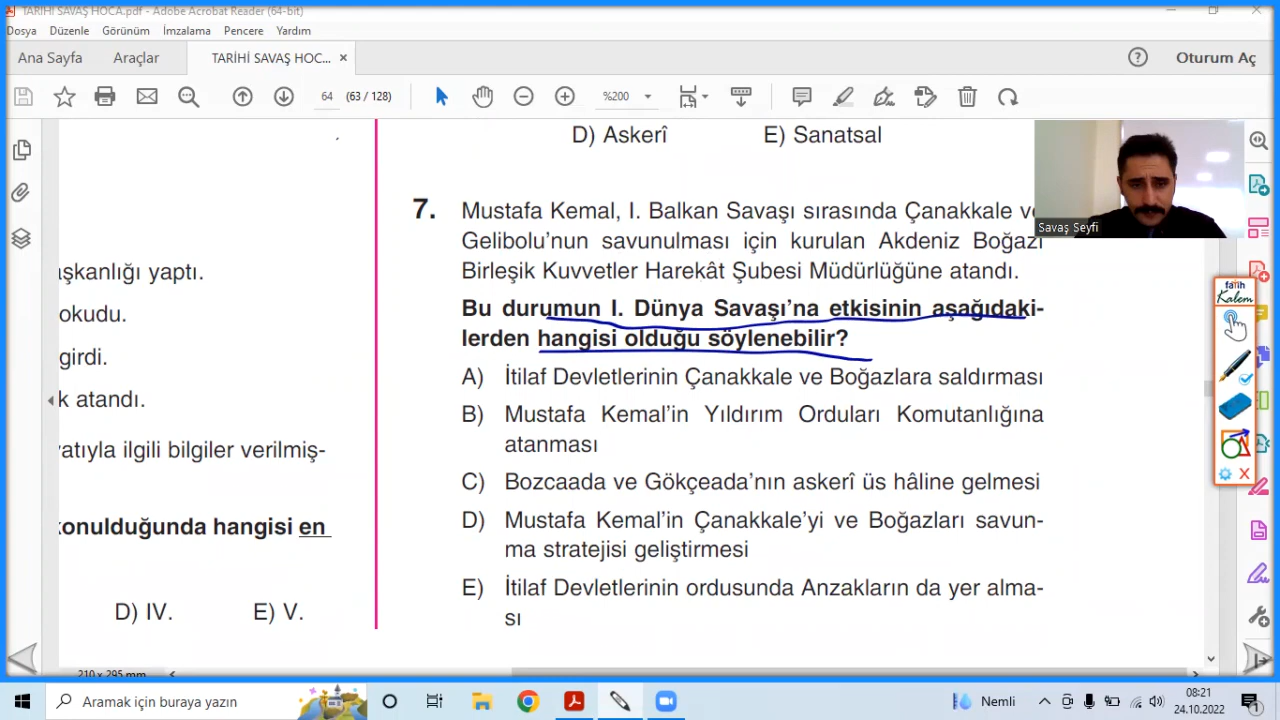 TARİHİ SAVAŞ HOCA.pdf - Adobe Acrobat Reader (64-bit)
Dosya Düzenle Görünüm İmzalama Pencere Yardım
Ana Sayfa Araçlar TARİHİ SAVAŞ HOC... × Oturum Aç
64 (63 / 128) %200
D) Askerî E) Sanatsal
7. Mustafa Kemal, I. Balkan Savaşı sırasında Çanakkale ve
Gelibolu’nun savunulması için kurulan Akdeniz Boğazı
Birleşik Kuvvetler Harekât Şubesi Müdürlüğüne atandı.
Bu durumun I. Dünya Savaşı’na etkisinin aşağıdaki-
lerden hangisi olduğu söylenebilir?
A) İtilaf Devletlerinin Çanakkale ve Boğazlara saldırması
B) Mustafa Kemal’in Yıldırım Orduları Komutanlığına
atanması
C) Bozcaada ve Gökçeada’nın askerî üs hâline gelmesi
D) Mustafa Kemal’in Çanakkale’yi ve Boğazları savun-
ma stratejisi geliştirmesi
E) İtilaf Devletlerinin ordusunda Anzakların da yer alma-
sı
aşkanlığı yaptı.
okudu.
girdi.
k atandı.
atıyla ilgili bilgiler verilmiş-
konulduğunda hangisi en
D) IV. E) V.
Savaş Seyfi
fatih
Kalem
210 x 295 mm
Aramak için buraya yazın
Nemli
08:21
24.10.2022